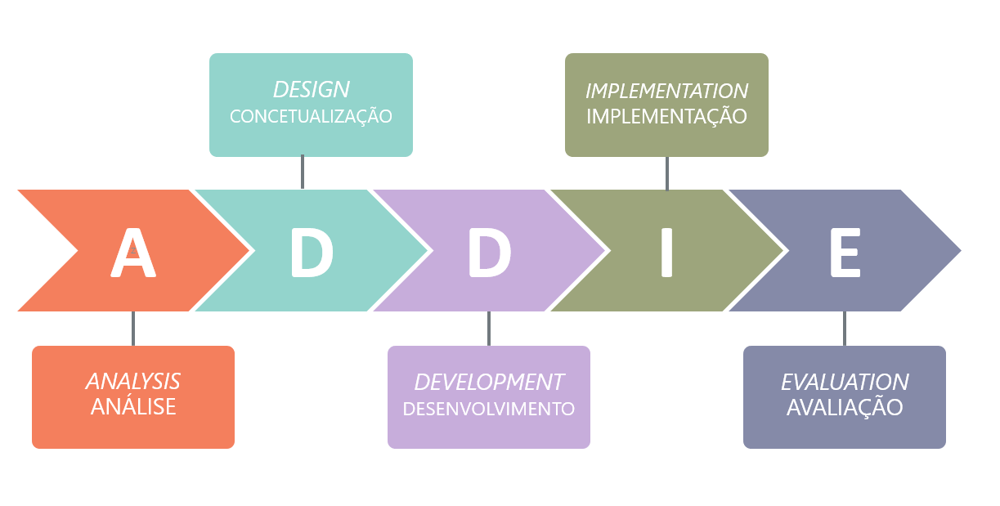 DESIGN
CONCETUALIZAÇÃO
IMPLEMENTATION
IMPLEMENTAÇÃO
A D D I E
ANALYSIS
ANÁLISE
DEVELOPMENT
DESENVOLVIMENTO
EVALUATION
AVALIAÇÃO